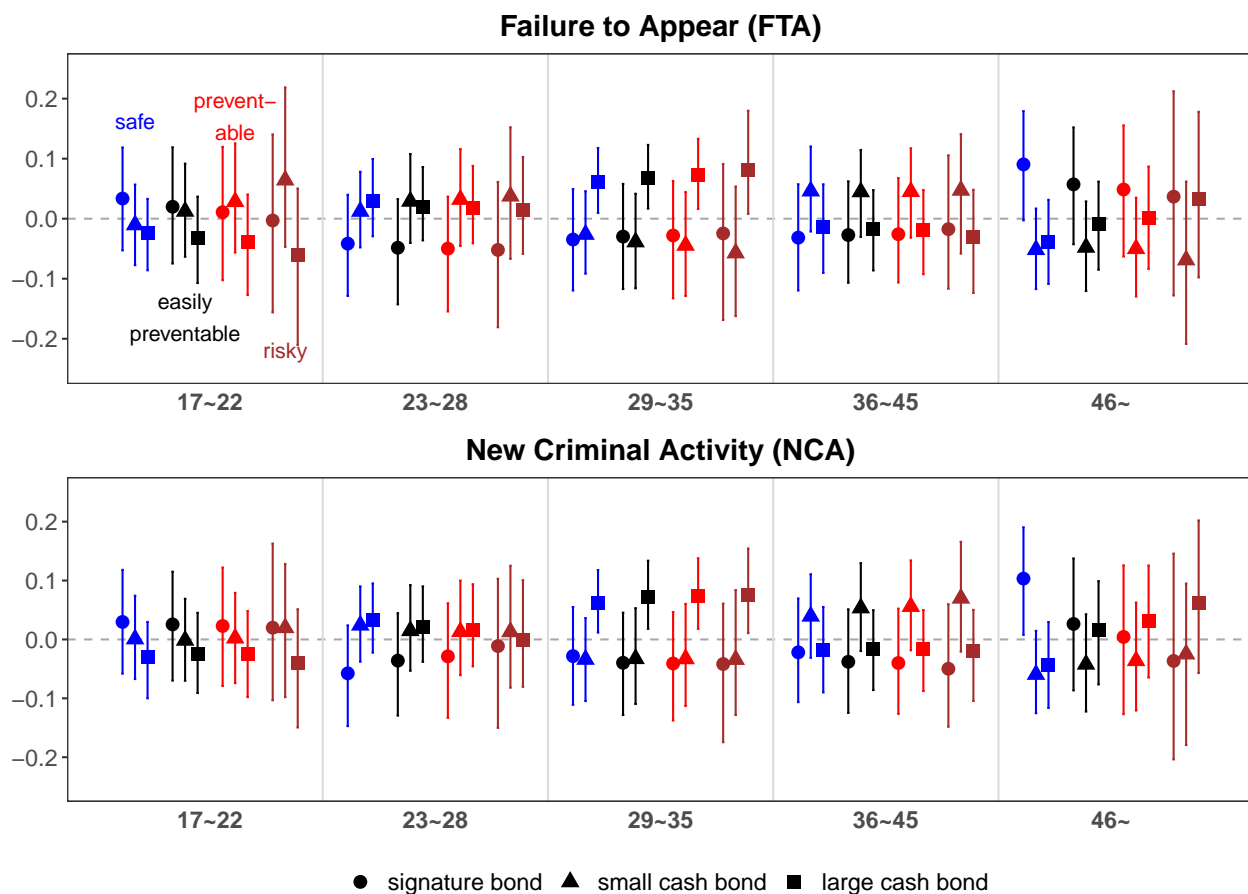 Failure to Appear (FTA)
0.2
0.1
0.0
−0.1
−0.2
safe
prevent−
able
easily
preventable
risky
17~22 23~28 29~35 36~45 46~
New Criminal Activity (NCA)
0.2
0.1
0.0
−0.1
−0.2
17~22 23~28 29~35 36~45 46~
signature bond small cash bond large cash bond